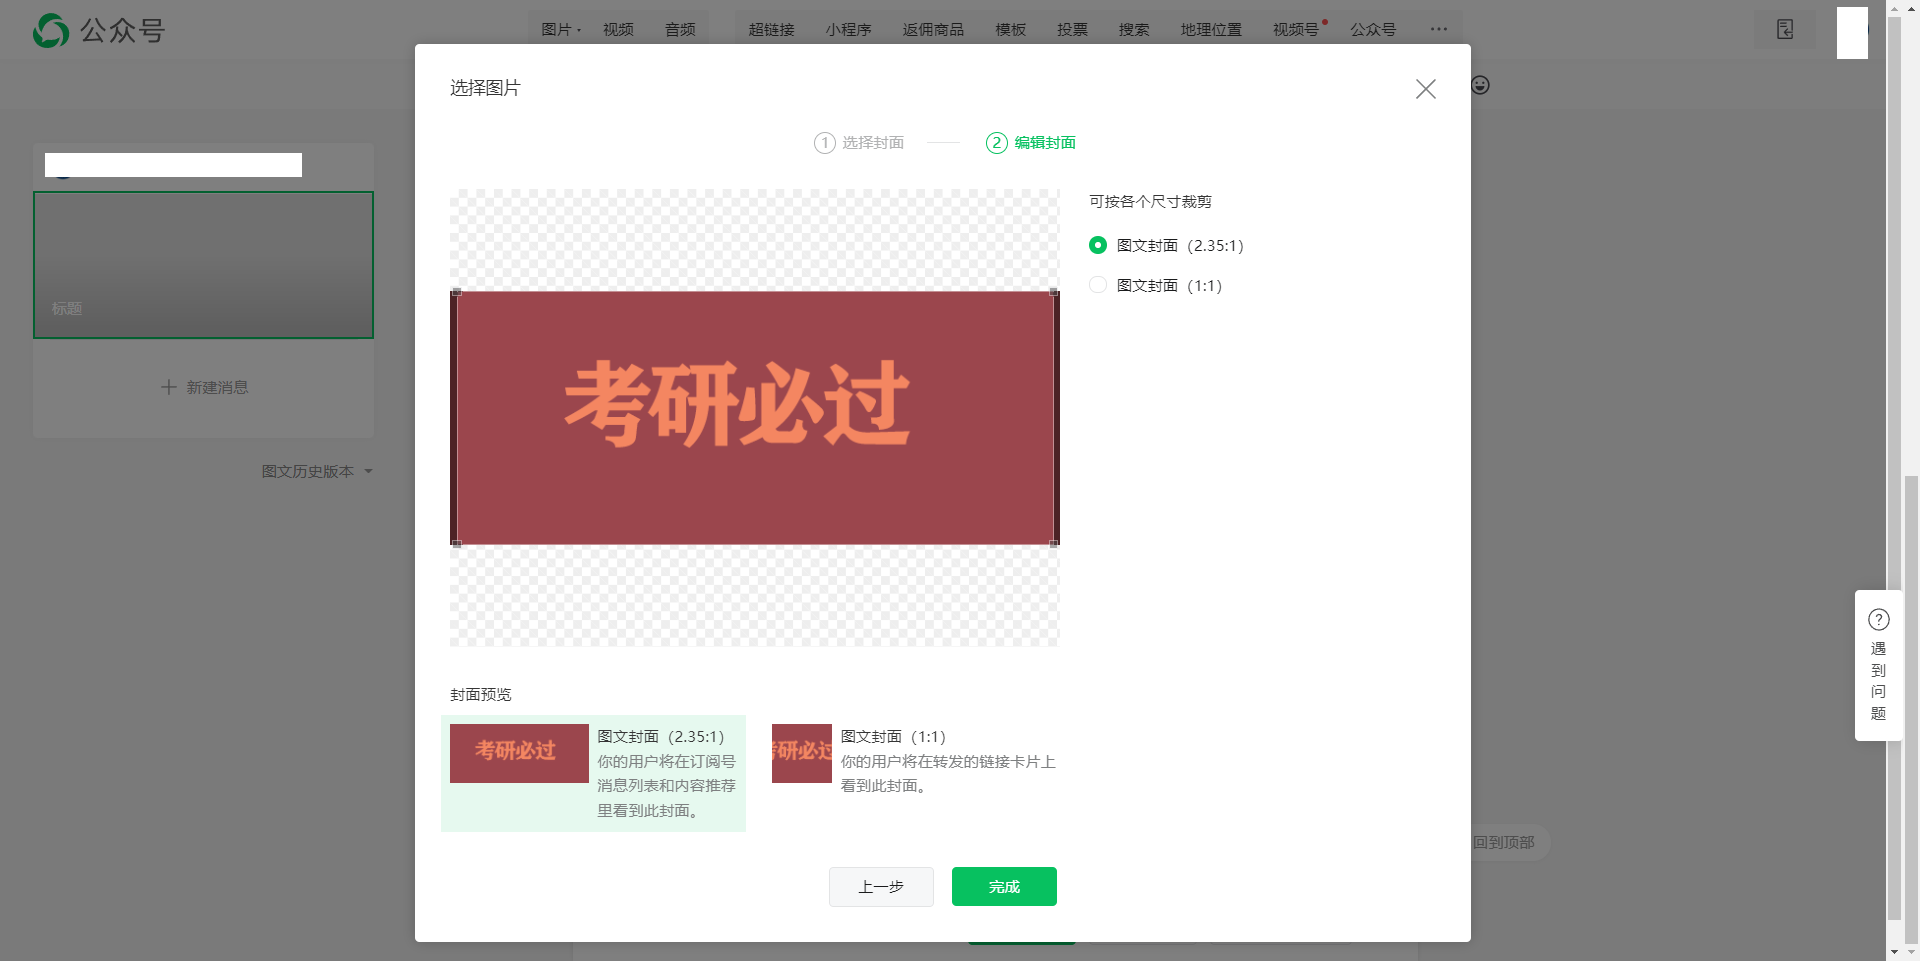 公众号
图片
视频
音频
超链接
小程序
返佣商品
模板
投票
搜索
地理位置
视频号
公众号
选择图片
1 选择封面
2 编辑封面
标题
新建消息
图文历史版本
考研必过
可按各个尺寸裁剪
图文封面（2.35:1）
图文封面（1:1）
封面预览
考研必过
图文封面（2.35:1）
你的用户将在订阅号
消息列表和内容推荐
里看到此封面。
考研必过
图文封面（1:1）
你的用户将在转发的链接卡片上
看到此封面。
上一步
完成
回到顶部
?
遇
到
问
题